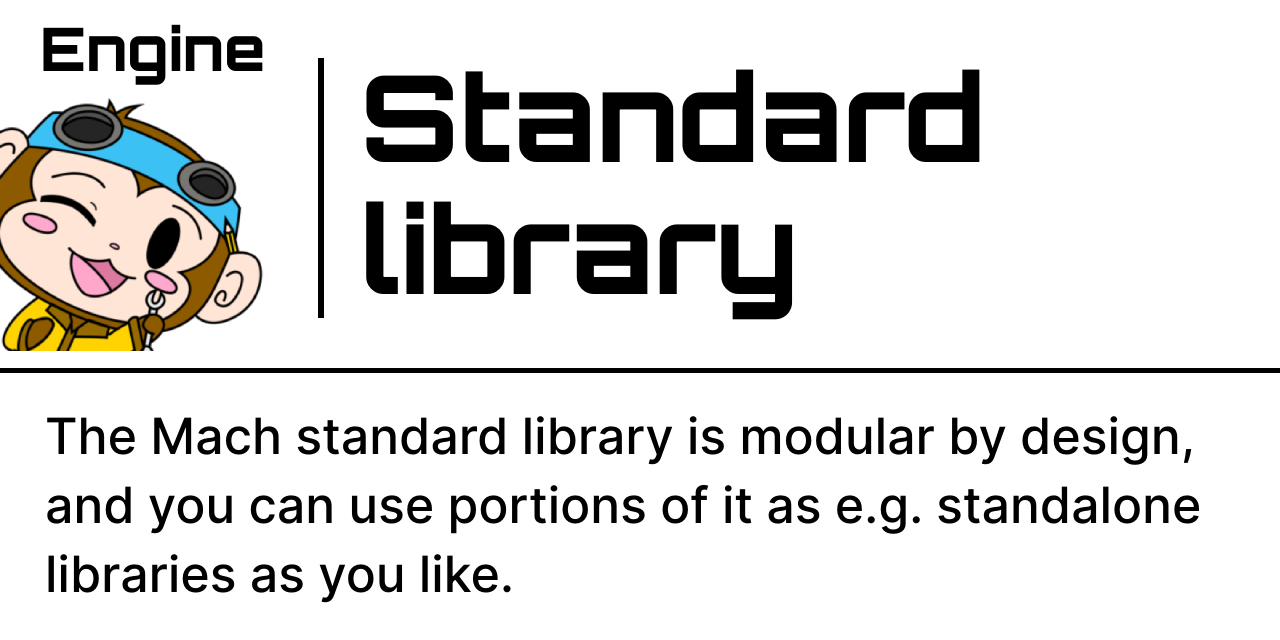 Engine
Standard
library
The Mach standard library is modular by design,
and you can use portions of it as e.g. standalone
libraries as you like.